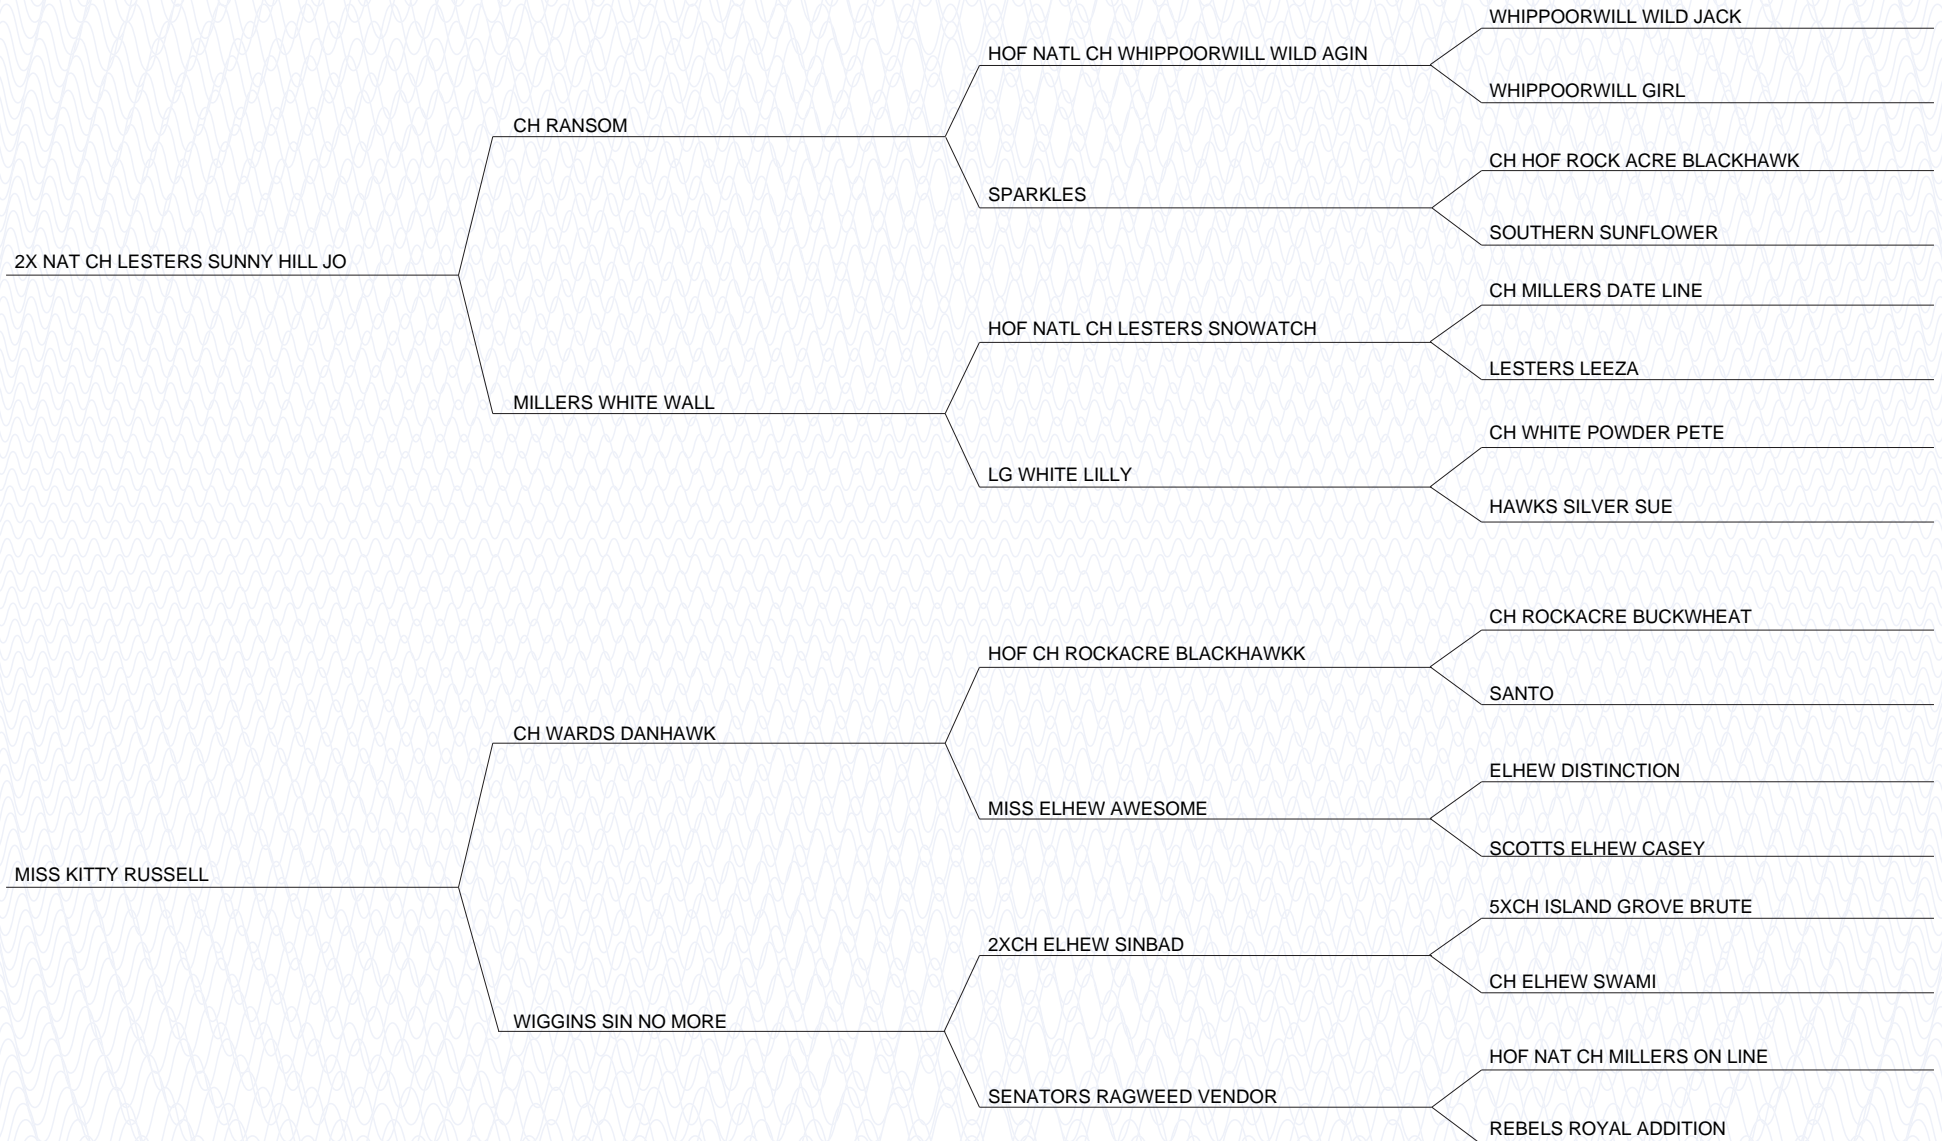 WHIPPOORWILL WILD JACK
HOF NATL CH WHIPPOORWILL WILD AGIN
WHIPPOORWILL GIRL
CH RANSOM
CH HOF ROCK ACRE BLACKHAWK
SPARKLES
SOUTHERN SUNFLOWER
2X NAT CH LESTERS SUNNY HILL JO
CH MILLERS DATE LINE
HOF NATL CH LESTERS SNOWATCH
LESTERS LEEZA
MILLERS WHITE WALL
CH WHITE POWDER PETE
LG WHITE LILLY
HAWKS SILVER SUE
CH ROCKACRE BUCKWHEAT
HOF CH ROCKACRE BLACKHAWKK
SANTO
CH WARDS DANHAWK
ELHEW DISTINCTION
MISS ELHEW AWESOME
SCOTTS ELHEW CASEY
MISS KITTY RUSSELL
5XCH ISLAND GROVE BRUTE
2XCH ELHEW SINBAD
CH ELHEW SWAMI
WIGGINS SIN NO MORE
HOF NAT CH MILLERS ON LINE
SENATORS RAGWEED VENDOR
REBELS ROYAL ADDITION